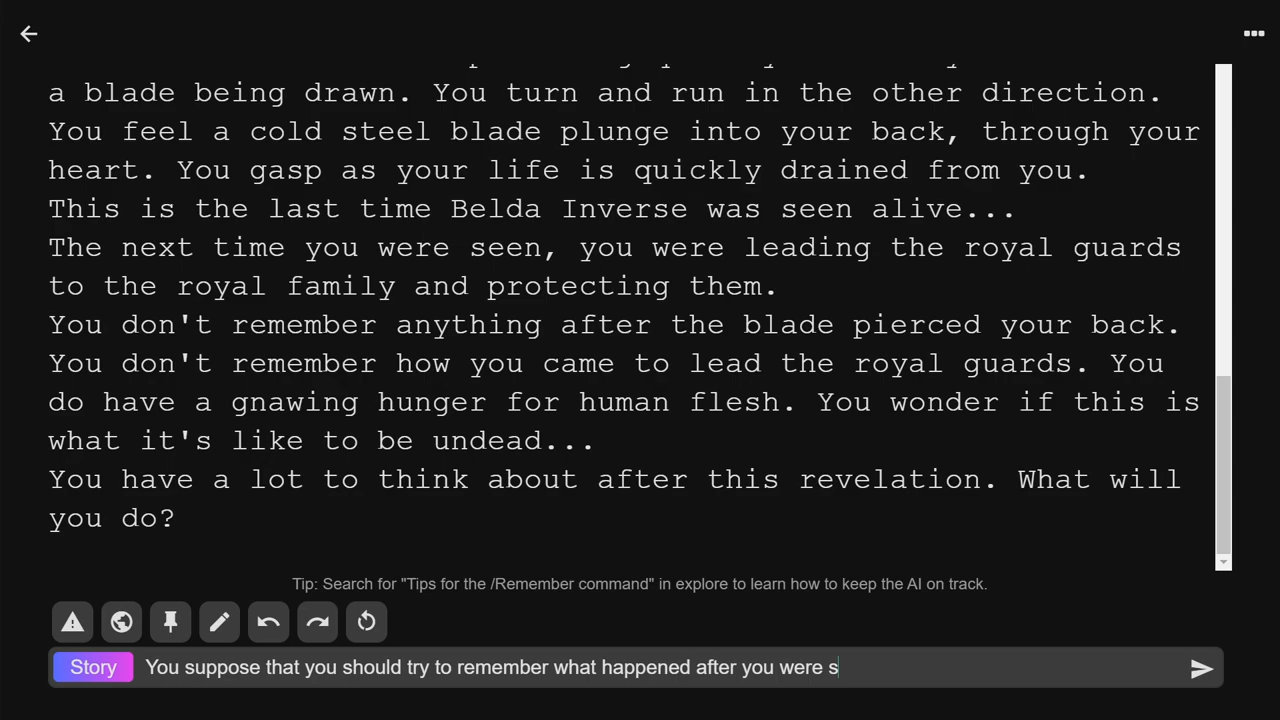 a blade being drawn. You turn and run in the other direction.
You feel a cold steel blade plunge into your back, through your
heart. You gasp as your life is quickly drained from you.
This is the last time Belda Inverse was seen alive...
The next time you were seen, you were leading the royal guards
to the royal family and protecting them.
You don't remember anything after the blade pierced your back.
You don't remember how you came to lead the royal guards. You
do have a gnawing hunger for human flesh. You wonder if this is
what it's like to be undead...
You have a lot to think about after this revelation. What will
you do?
Tip: Search for "Tips for the /Remember command" in explore to learn how to keep the AI on track.
Story You suppose that you should try to remember what happened after you were s